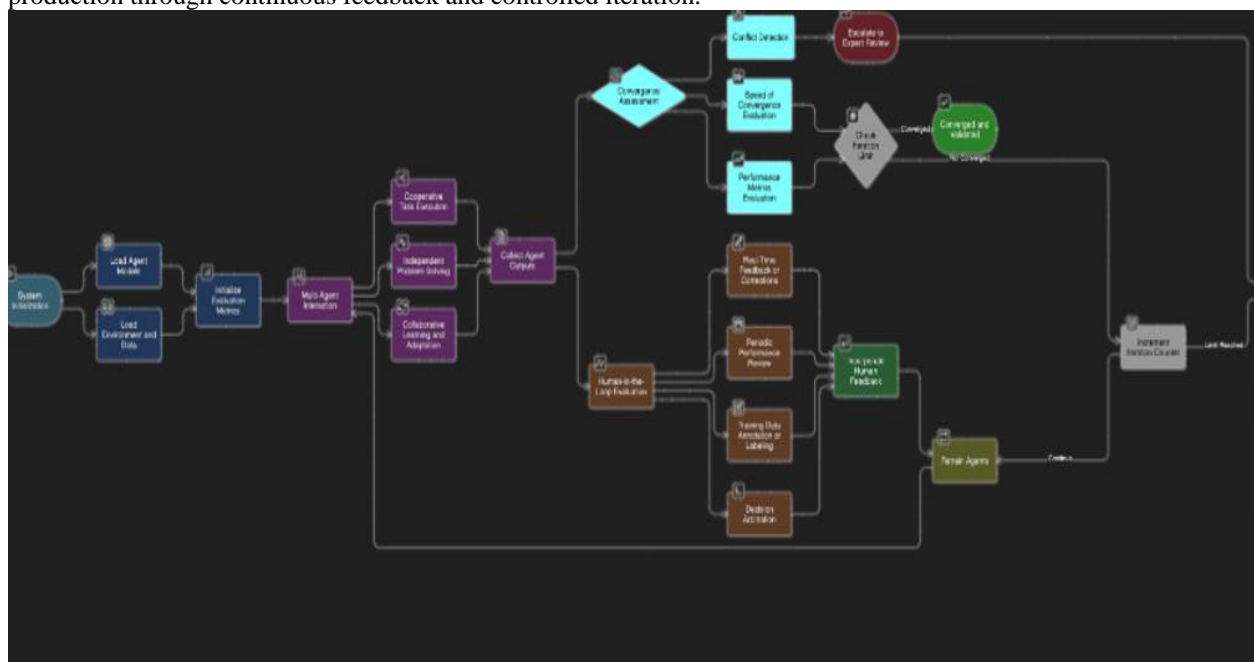 production through continuous feedback and controlled iteration.
Conflict Detection
Escalate to
Expert Review
Convergence
Assessment
Speed of
Convergence
Evaluation
Check
Iteration
Limit
Converged
Converged and
Validated
Not Converged
Performance
Metrics
Evaluation
Cooperative
Task Execution
Independent
Problem Solving
Collaborative
Learning and
Adaptation
Collect Agent
Outputs
Load Agent
Models
System
Initialization
Load
Environment and
Data
Initialize
Evaluation
Metrics
Multi-Agent
Interaction
Real-Time
Feedback or
Corrections
Periodic
Performance
Review
Human-in-the-
Loop Evaluation
Training Data
Annotation or
Labeling
Decision
Arbitration
Incorporate
Human
Feedback
Retrain Agents
Continue
Increment
Iteration Counter
Limit Reached